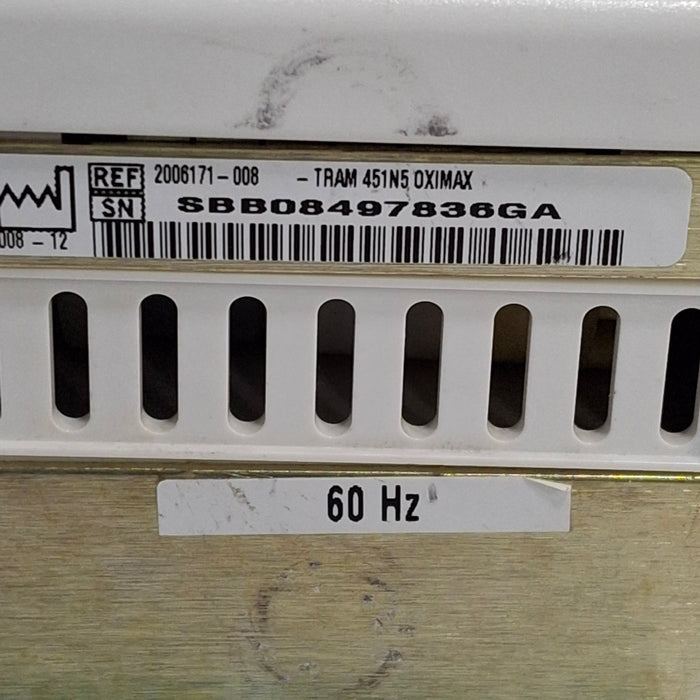 REF 2006171-008 - TRAM 451N5 OXIMAX
SN SBB08497836GA
008-12
60 Hz